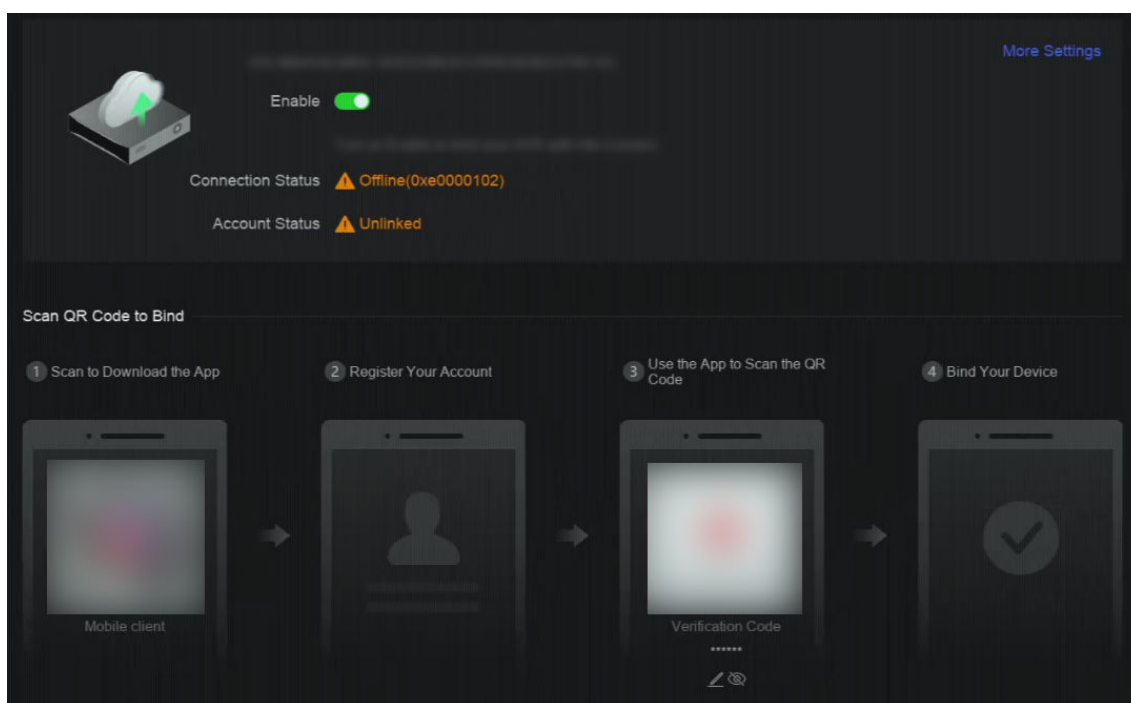 More Settings
Enable
Connection Status Offline(0xe0000102)
Account Status Unlinked
Scan QR Code to Bind
1 Scan to Download the App
2 Register Your Account
3 Use the App to Scan the QR
Code
4 Bind Your Device
Mobile client
Verification Code
******